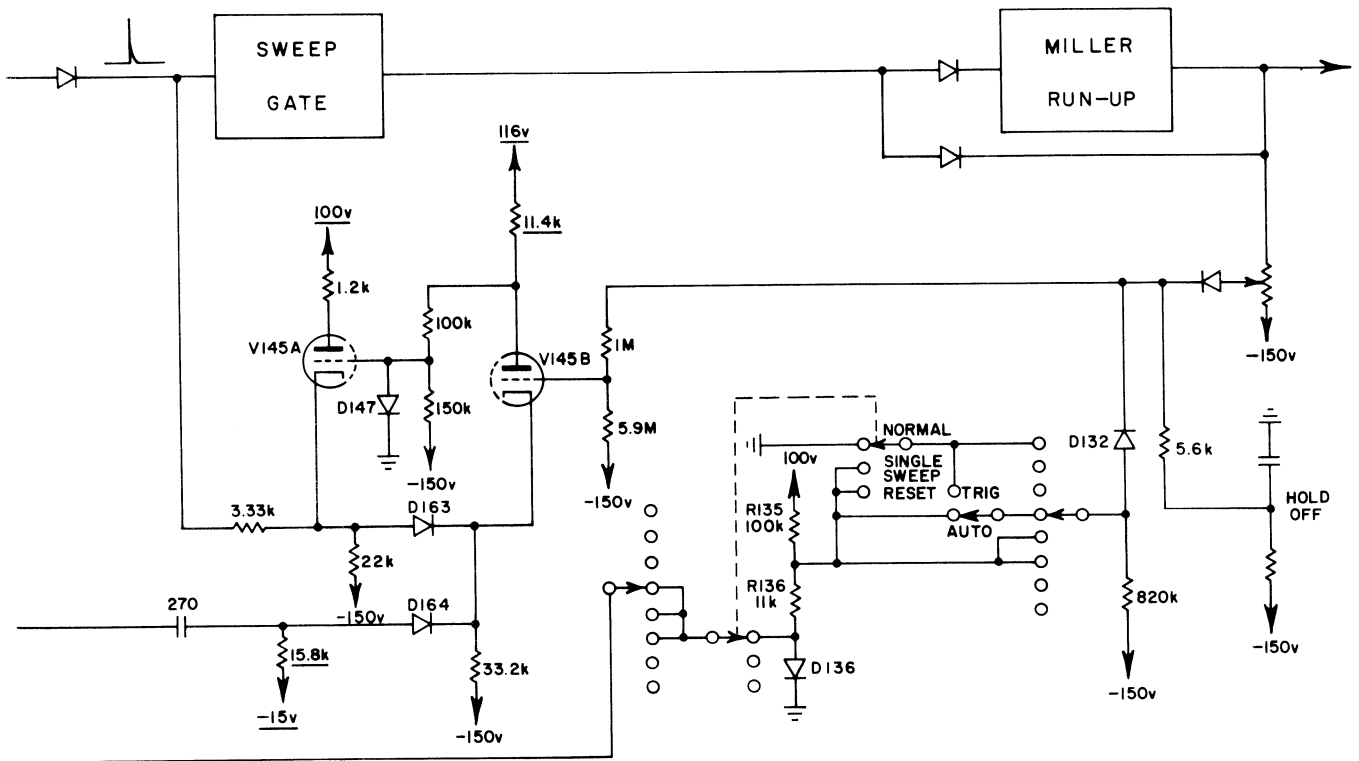 SWEEP
GATE
MILLER
RUN-UP
116v
11.4k
100v
1.2k
V145A
100k
V145B
1M
D147
150k
5.9M
-150v
-150v
-150v
NORMAL
SINGLE
SWEEP
RESET
TRIG
AUTO
100v
R135
100k
R136
11k
D136
D132
5.6k
HOLD
OFF
820k
-150v
-150v
3.33k
D163
22k
-150v
270
D164
15.8k
-15v
33.2k
-150v